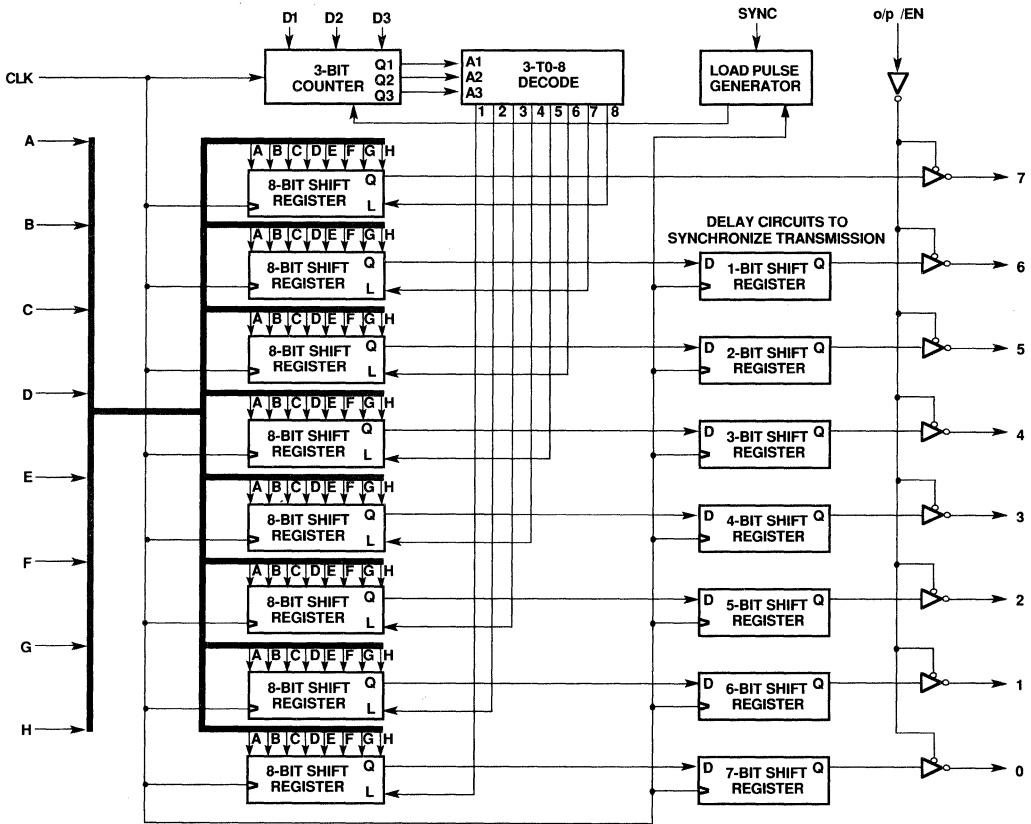 D1 D2 D3 SYNC o/p /EN
CLK
3-BIT COUNTER Q1 Q2 Q3
A1 A2 A3 3-T0-8 DECODE
1 2 3 4 5 6 7 8
LOAD PULSE GENERATOR
A
A B C D E F G H
8-BIT SHIFT REGISTER Q L
7
B
A B C D E F G H
8-BIT SHIFT REGISTER Q L
DELAY CIRCUITS TO
SYNCHRONIZE TRANSMISSION
D 1-BIT SHIFT REGISTER Q
6
C
A B C D E F G H
8-BIT SHIFT REGISTER Q L
D 2-BIT SHIFT REGISTER Q
5
D
A B C D E F G H
8-BIT SHIFT REGISTER Q L
D 3-BIT SHIFT REGISTER Q
4
E
A B C D E F G H
8-BIT SHIFT REGISTER Q L
D 4-BIT SHIFT REGISTER Q
3
F
A B C D E F G H
8-BIT SHIFT REGISTER Q L
D 5-BIT SHIFT REGISTER Q
2
G
A B C D E F G H
8-BIT SHIFT REGISTER Q L
D 6-BIT SHIFT REGISTER Q
1
H
A B C D E F G H
8-BIT SHIFT REGISTER Q L
D 7-BIT SHIFT REGISTER Q
0